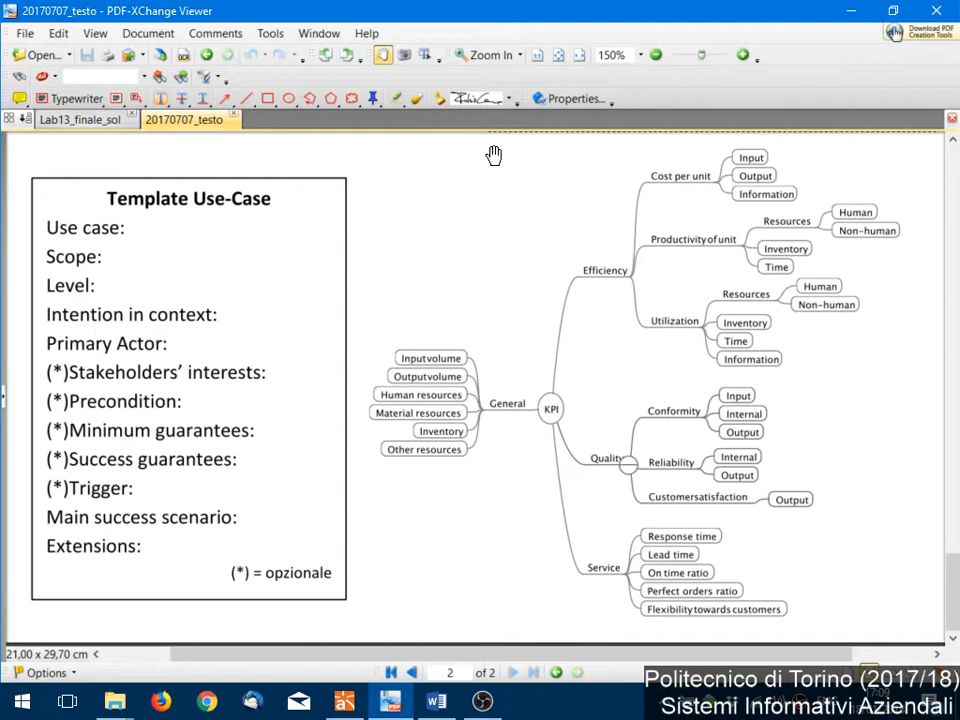 20170707_testo - PDF-XChange Viewer
File Edit View Document Comments Tools Window Help
Download PDF
Creation Tools
Open... OCR Zoom In 150%
Typewriter Properties...
Lab13_finale_sol 20170707_testo
Template Use-Case
Use case:
Scope:
Level:
Intention in context:
Primary Actor:
(*)Stakeholders' interests:
(*)Precondition:
(*)Minimum guarantees:
(*)Success guarantees:
(*)Trigger:
Main success scenario:
Extensions:
(*) = opzionale
Input volume
Output volume
Human resources
Material resources
Inventory
Other resources
General
KPI
Efficiency
Cost per unit
Input
Output
Information
Productivity of unit
Resources
Human
Non-human
Inventory
Time
Utilization
Resources
Human
Non-human
Inventory
Time
Information
Quality
Conformity
Input
Internal
Output
Reliability
Internal
Output
Customer satisfaction
Output
Service
Response time
Lead time
On time ratio
Perfect orders ratio
Flexibility towards customers
21,00 x 29,70 cm
Options 2 of 2
Politecnico di Torino (2017/18)
Sistemi Informativi Aziendali